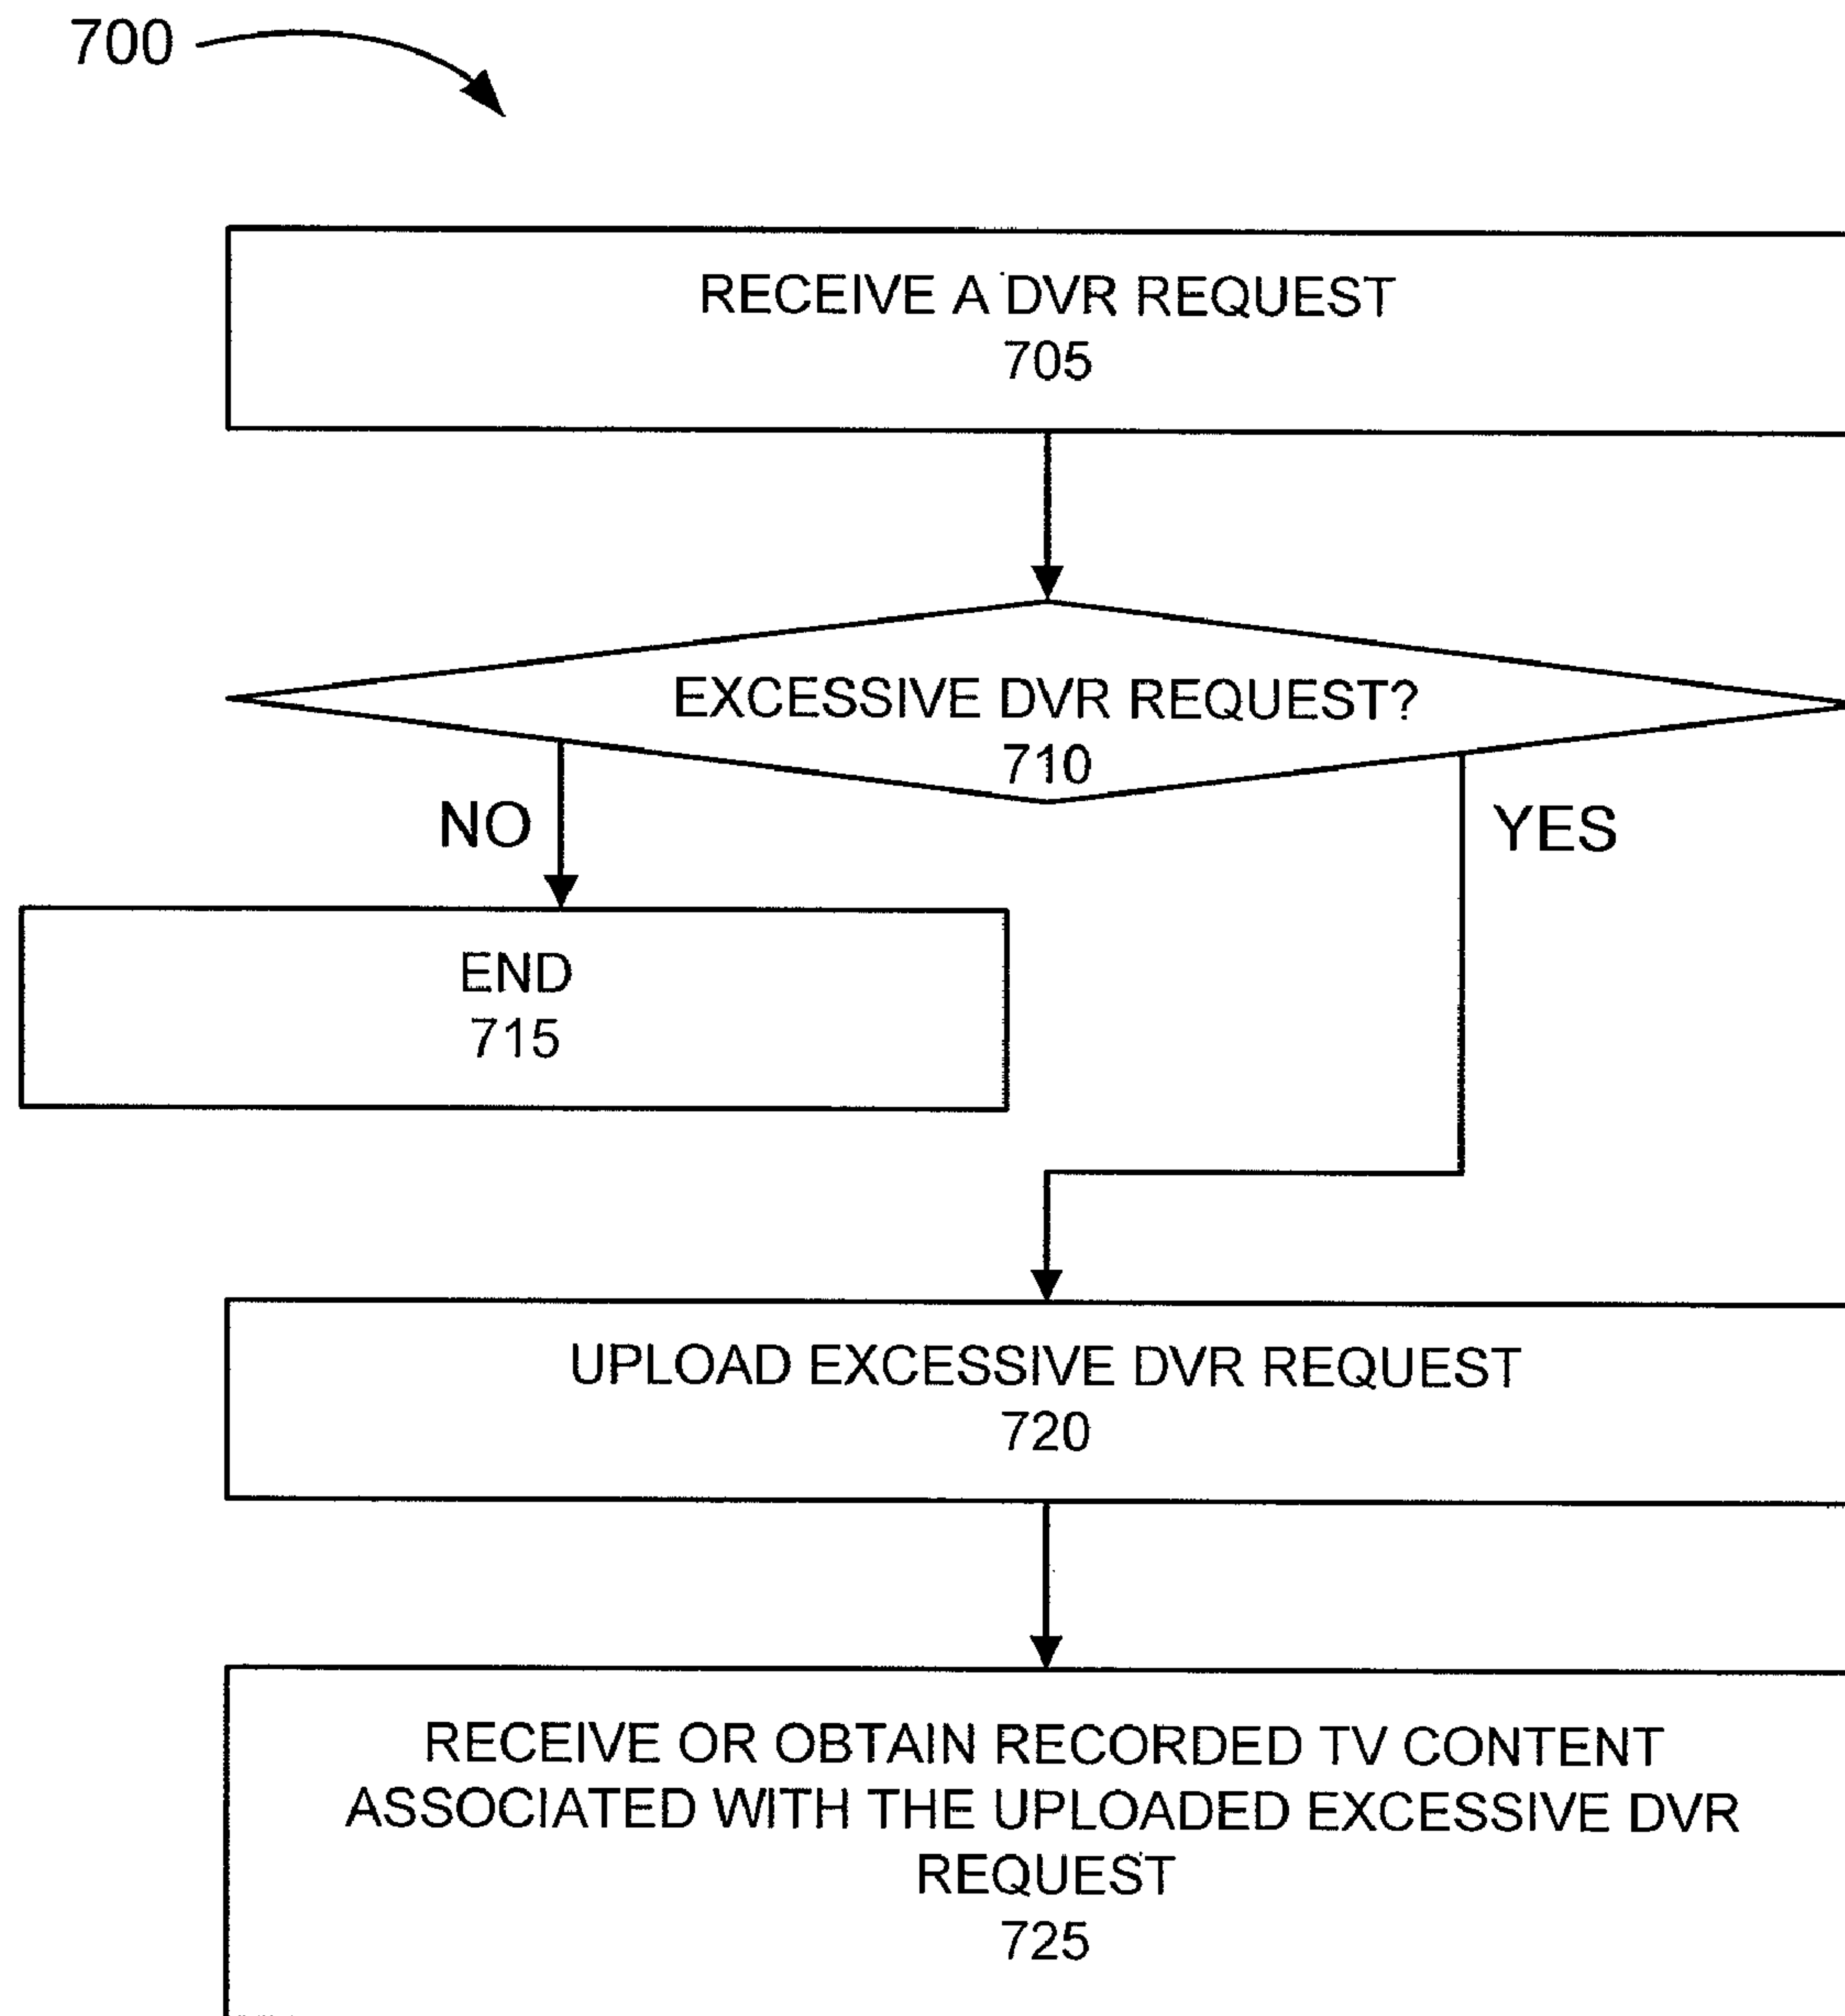 700
RECEIVE A DVR REQUEST
705
EXCESSIVE DVR REQUEST?
710
NO
YES
END
715
UPLOAD EXCESSIVE DVR REQUEST
720
RECEIVE OR OBTAIN RECORDED TV CONTENT
ASSOCIATED WITH THE UPLOADED EXCESSIVE DVR
REQUEST
725